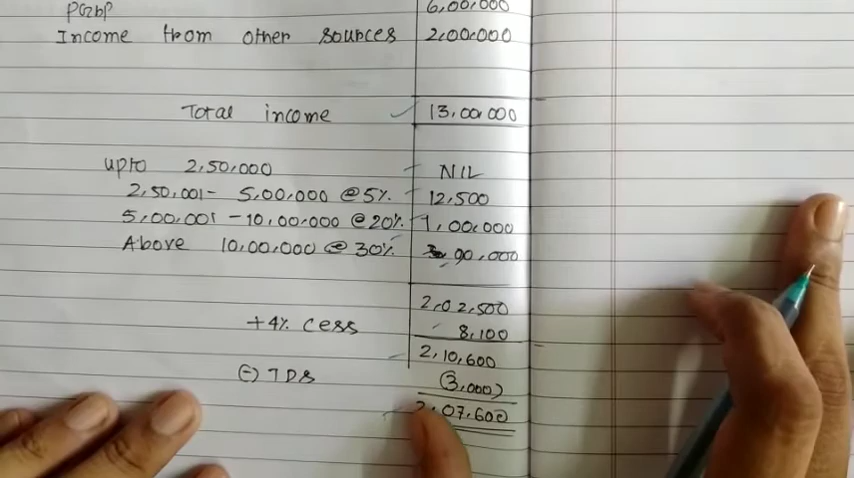 PGBP 6,00,000
Income from other sources 2,00,000
Total income 13,00,000
upto 2,50,000 NIL
2,50,001- 5,00,000 @5% 12,500
5,00,001 -10,00,000 @20% 1,00,000
Above 10,00,000 @ 30% 90,000
2,02,500
+4% cess 8,100
2,10,600
(-) TDS (3,000)
2,07,600